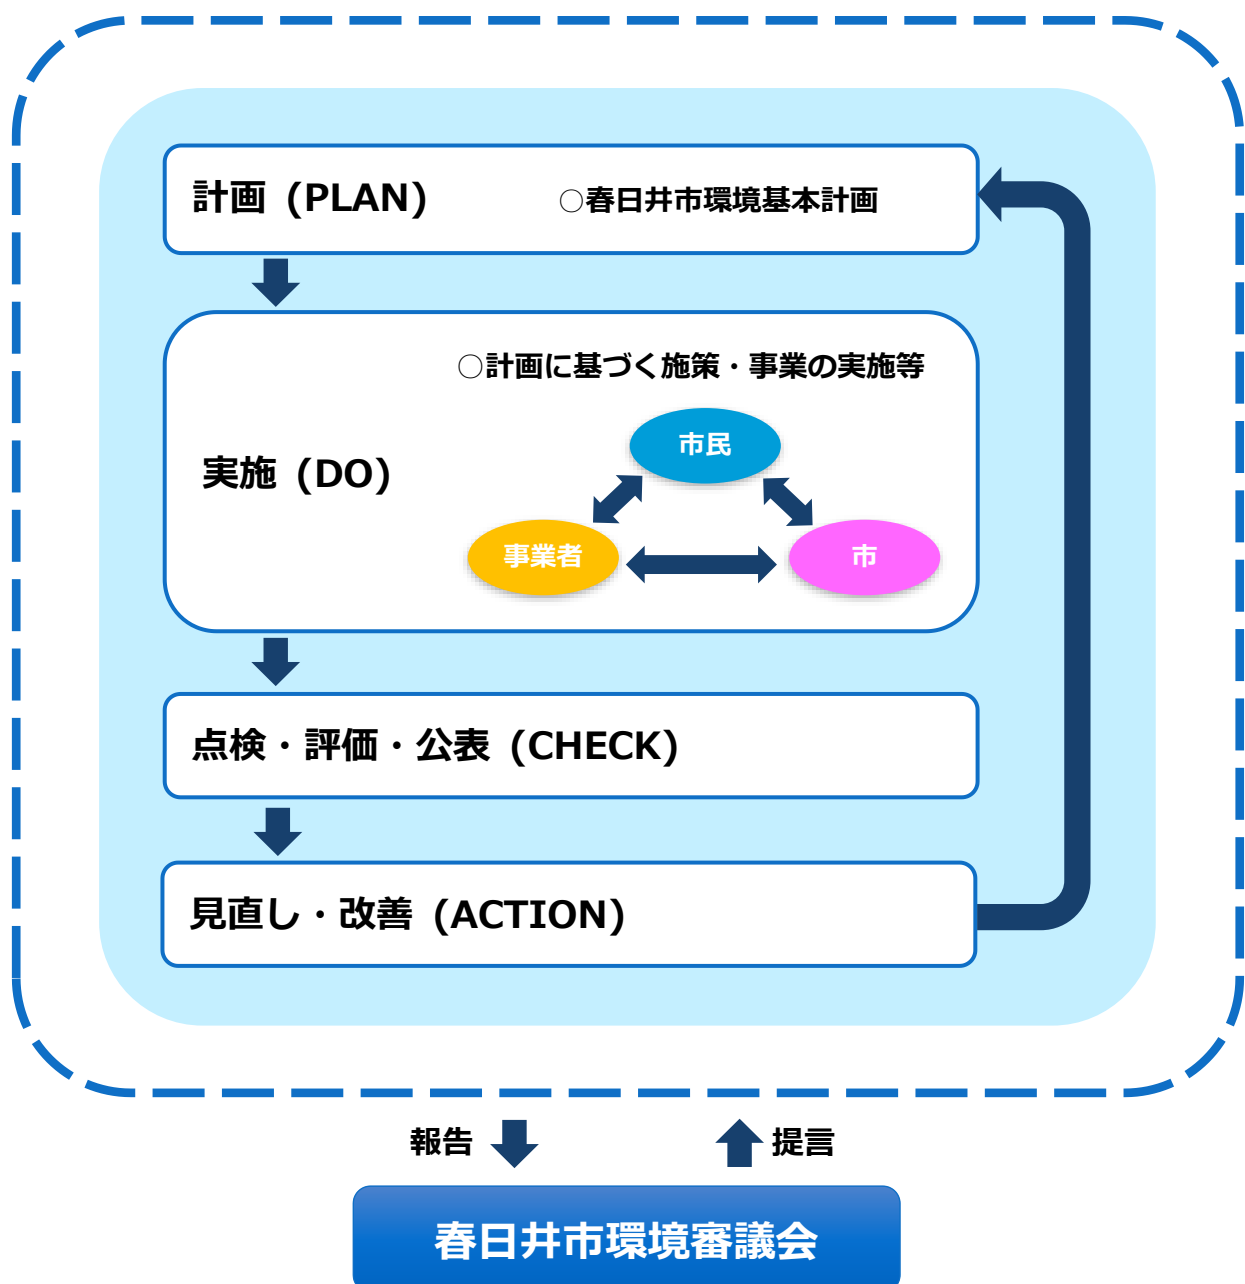 計画 (PLAN)
○春日井市環境基本計画
○計画に基づく施策・事業の実施等
実施 (DO)
市民
事業者
市
点検・評価・公表 (CHECK)
見直し・改善 (ACTION)
報告
提言
春日井市環境審議会